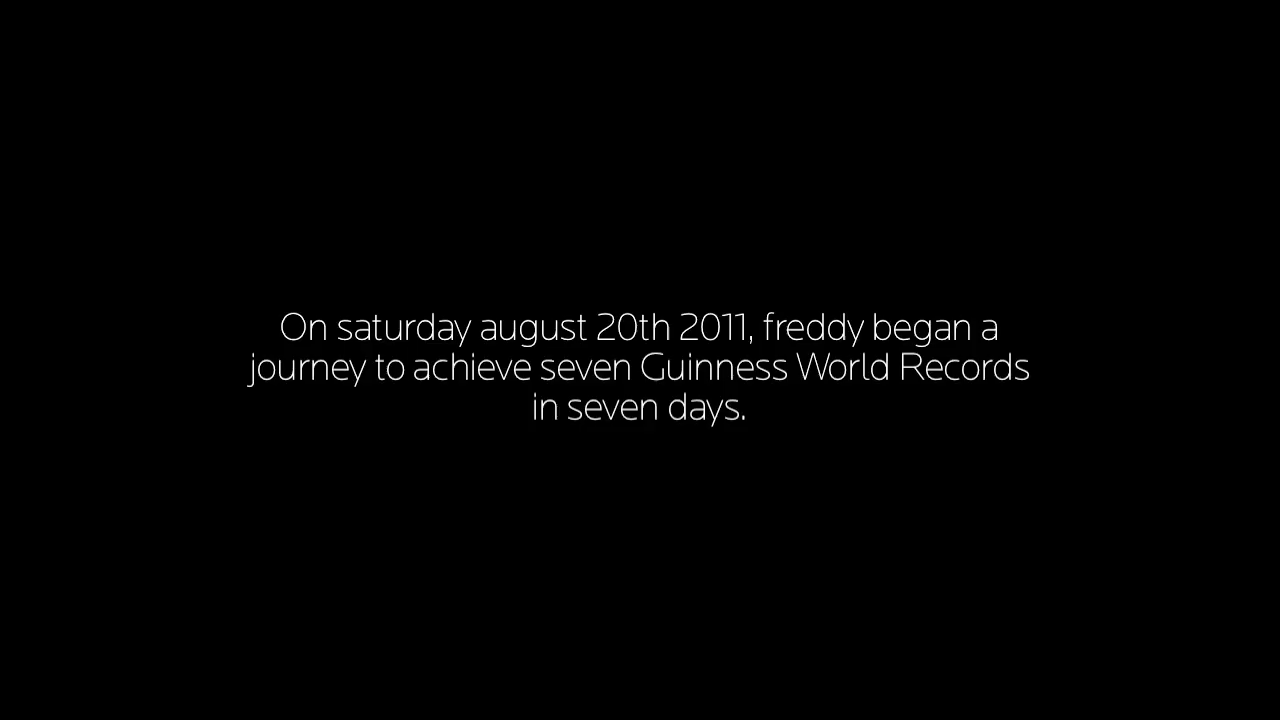 On saturday august 20th 2011, freddy began a
journey to achieve seven Guinness World Records
in seven days.